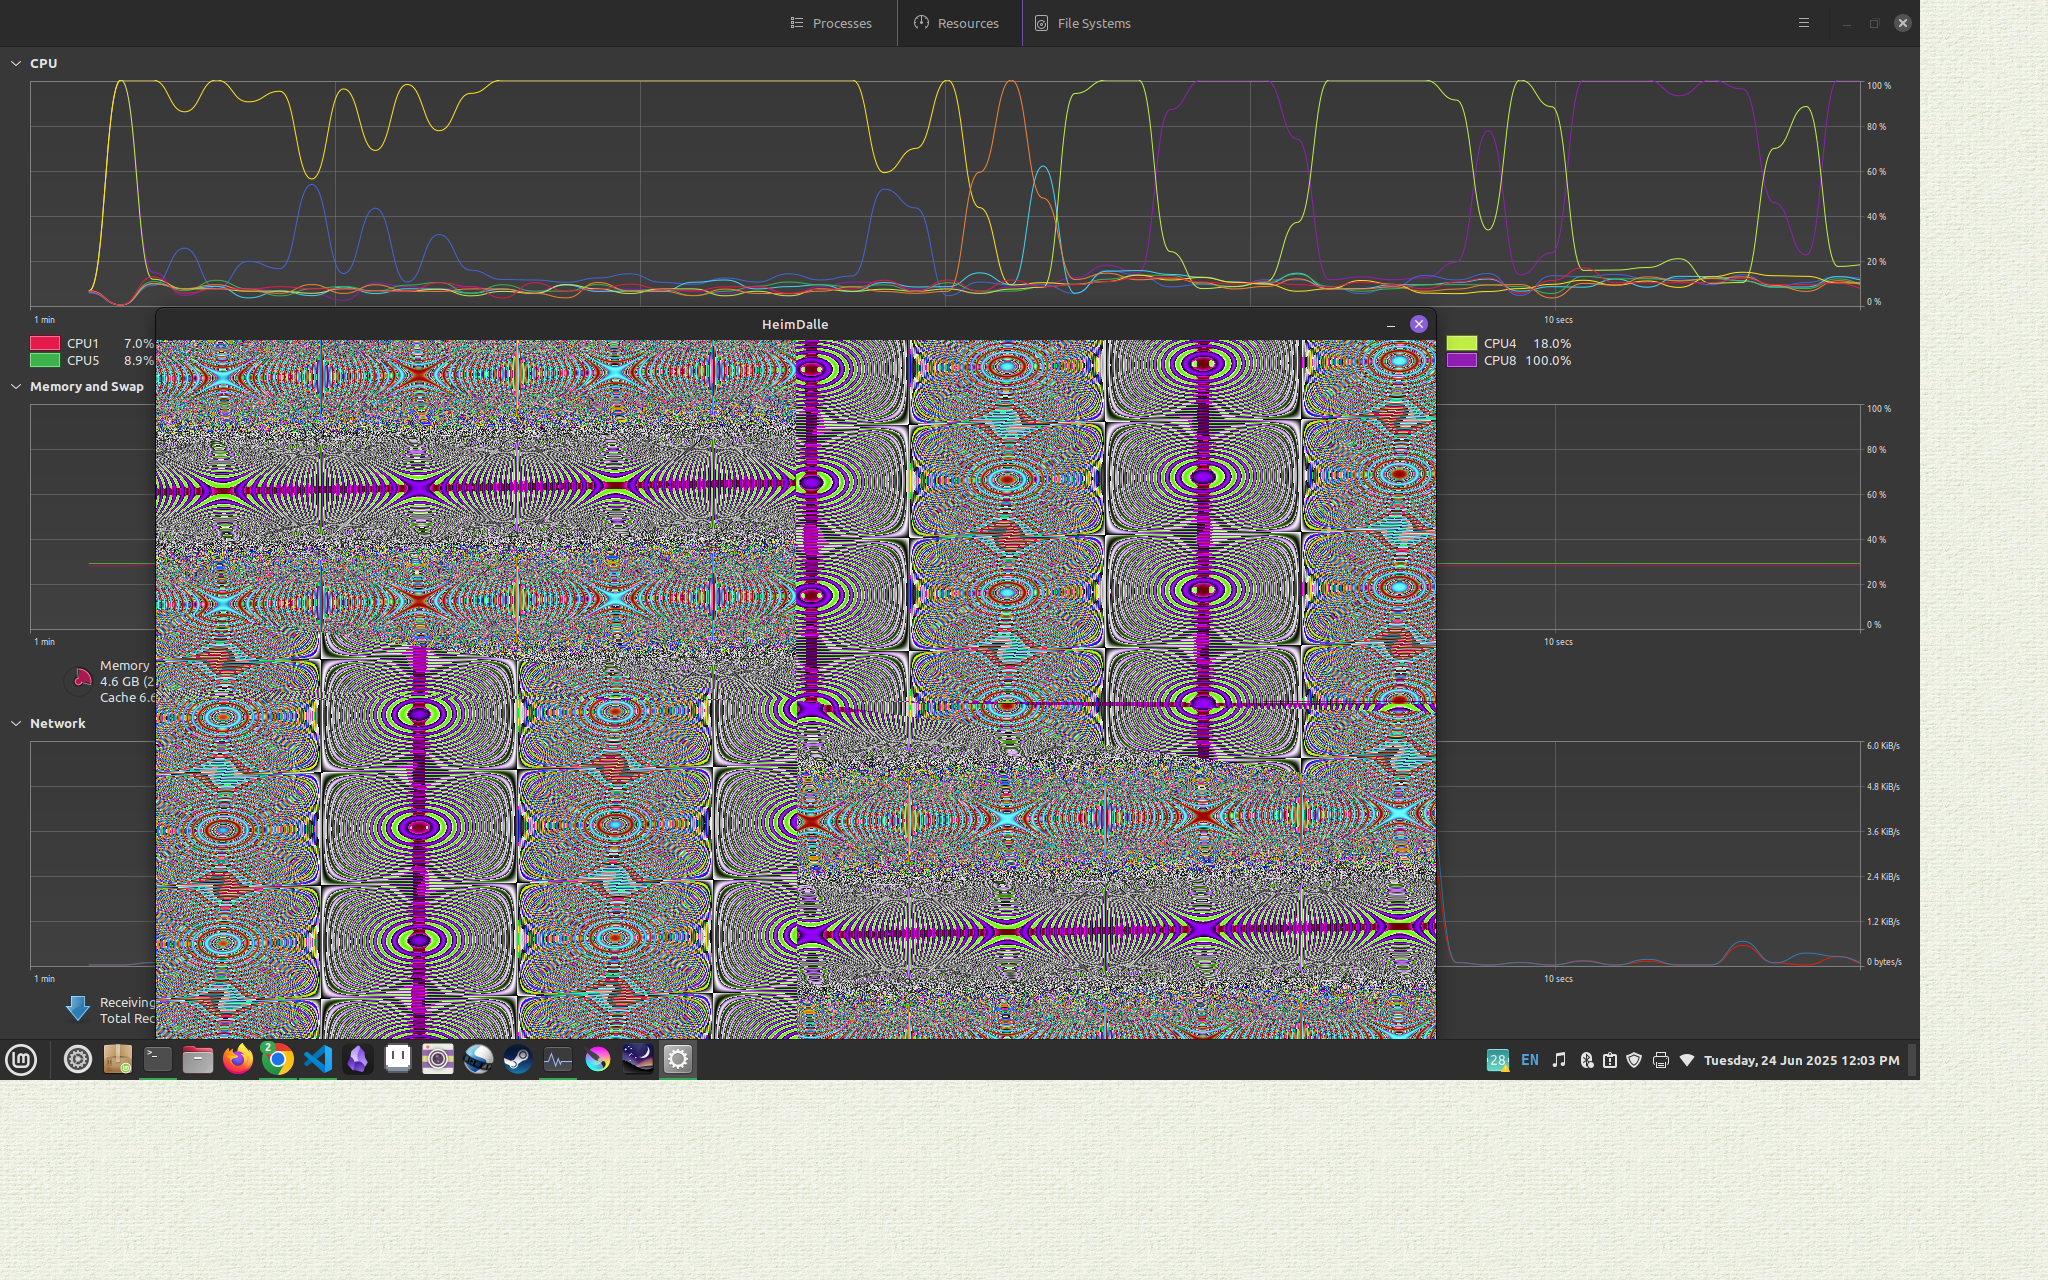 Processes
Resources
File Systems
CPU
100 %
80 %
60 %
40 %
20 %
0 %
1 min
10 secs
HeimDalle
CPU1 7.0%
CPU5 8.9%
CPU4 18.0%
CPU8 100.0%
Memory and Swap
100 %
80 %
60 %
40 %
20 %
0 %
1 min
10 secs
Memory
4.6 GB (2
Cache 6.6
Network
6.0 KiB/s
4.8 KiB/s
3.6 KiB/s
2.4 KiB/s
1.2 KiB/s
0 bytes/s
1 min
10 secs
Receiving
Total Rec
2
28
EN
Tuesday, 24 Jun 2025 12:03 PM